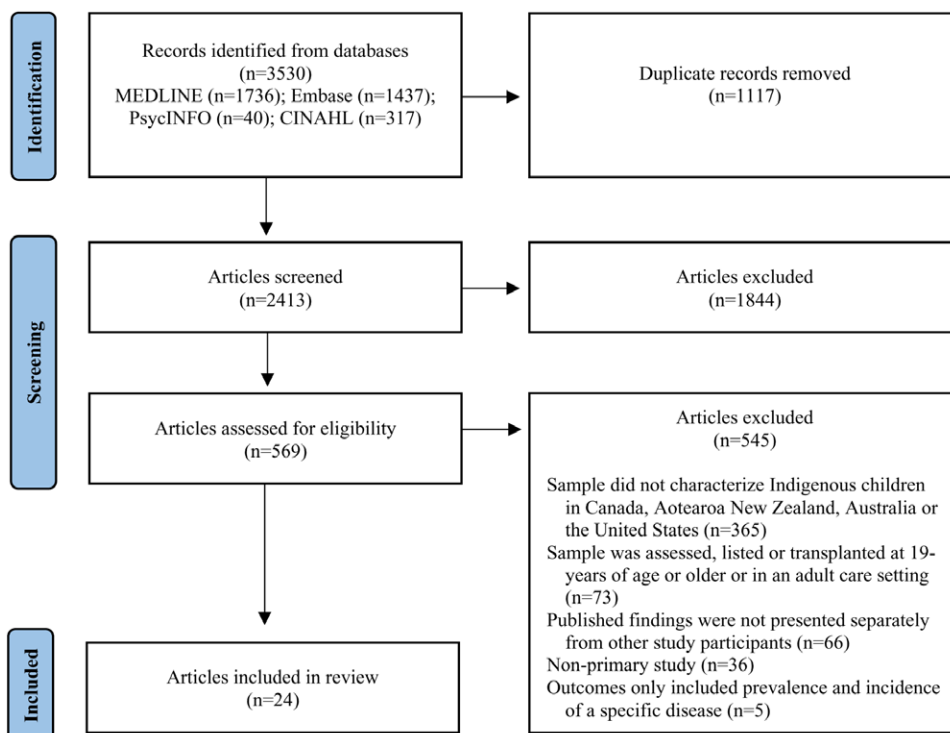 Identification
Records identified from databases
(n=3530)
MEDLINE (n=1736); Embase (n=1437);
PsycINFO (n=40); CINAHL (n=317)
Duplicate records removed
(n=1117)
Screening
Articles screened
(n=2413)
Articles excluded
(n=1844)
Articles assessed for eligibility
(n=569)
Articles excluded
(n=545)
Sample did not characterize Indigenous children
in Canada, Aotearoa New Zealand, Australia or
the United States (n=365)
Sample was assessed, listed or transplanted at 19-
years of age or older or in an adult care setting
(n=73)
Published findings were not presented separately
from other study participants (n=66)
Non-primary study (n=36)
Outcomes only included prevalence and incidence
of a specific disease (n=5)
Included
Articles included in review
(n=24)